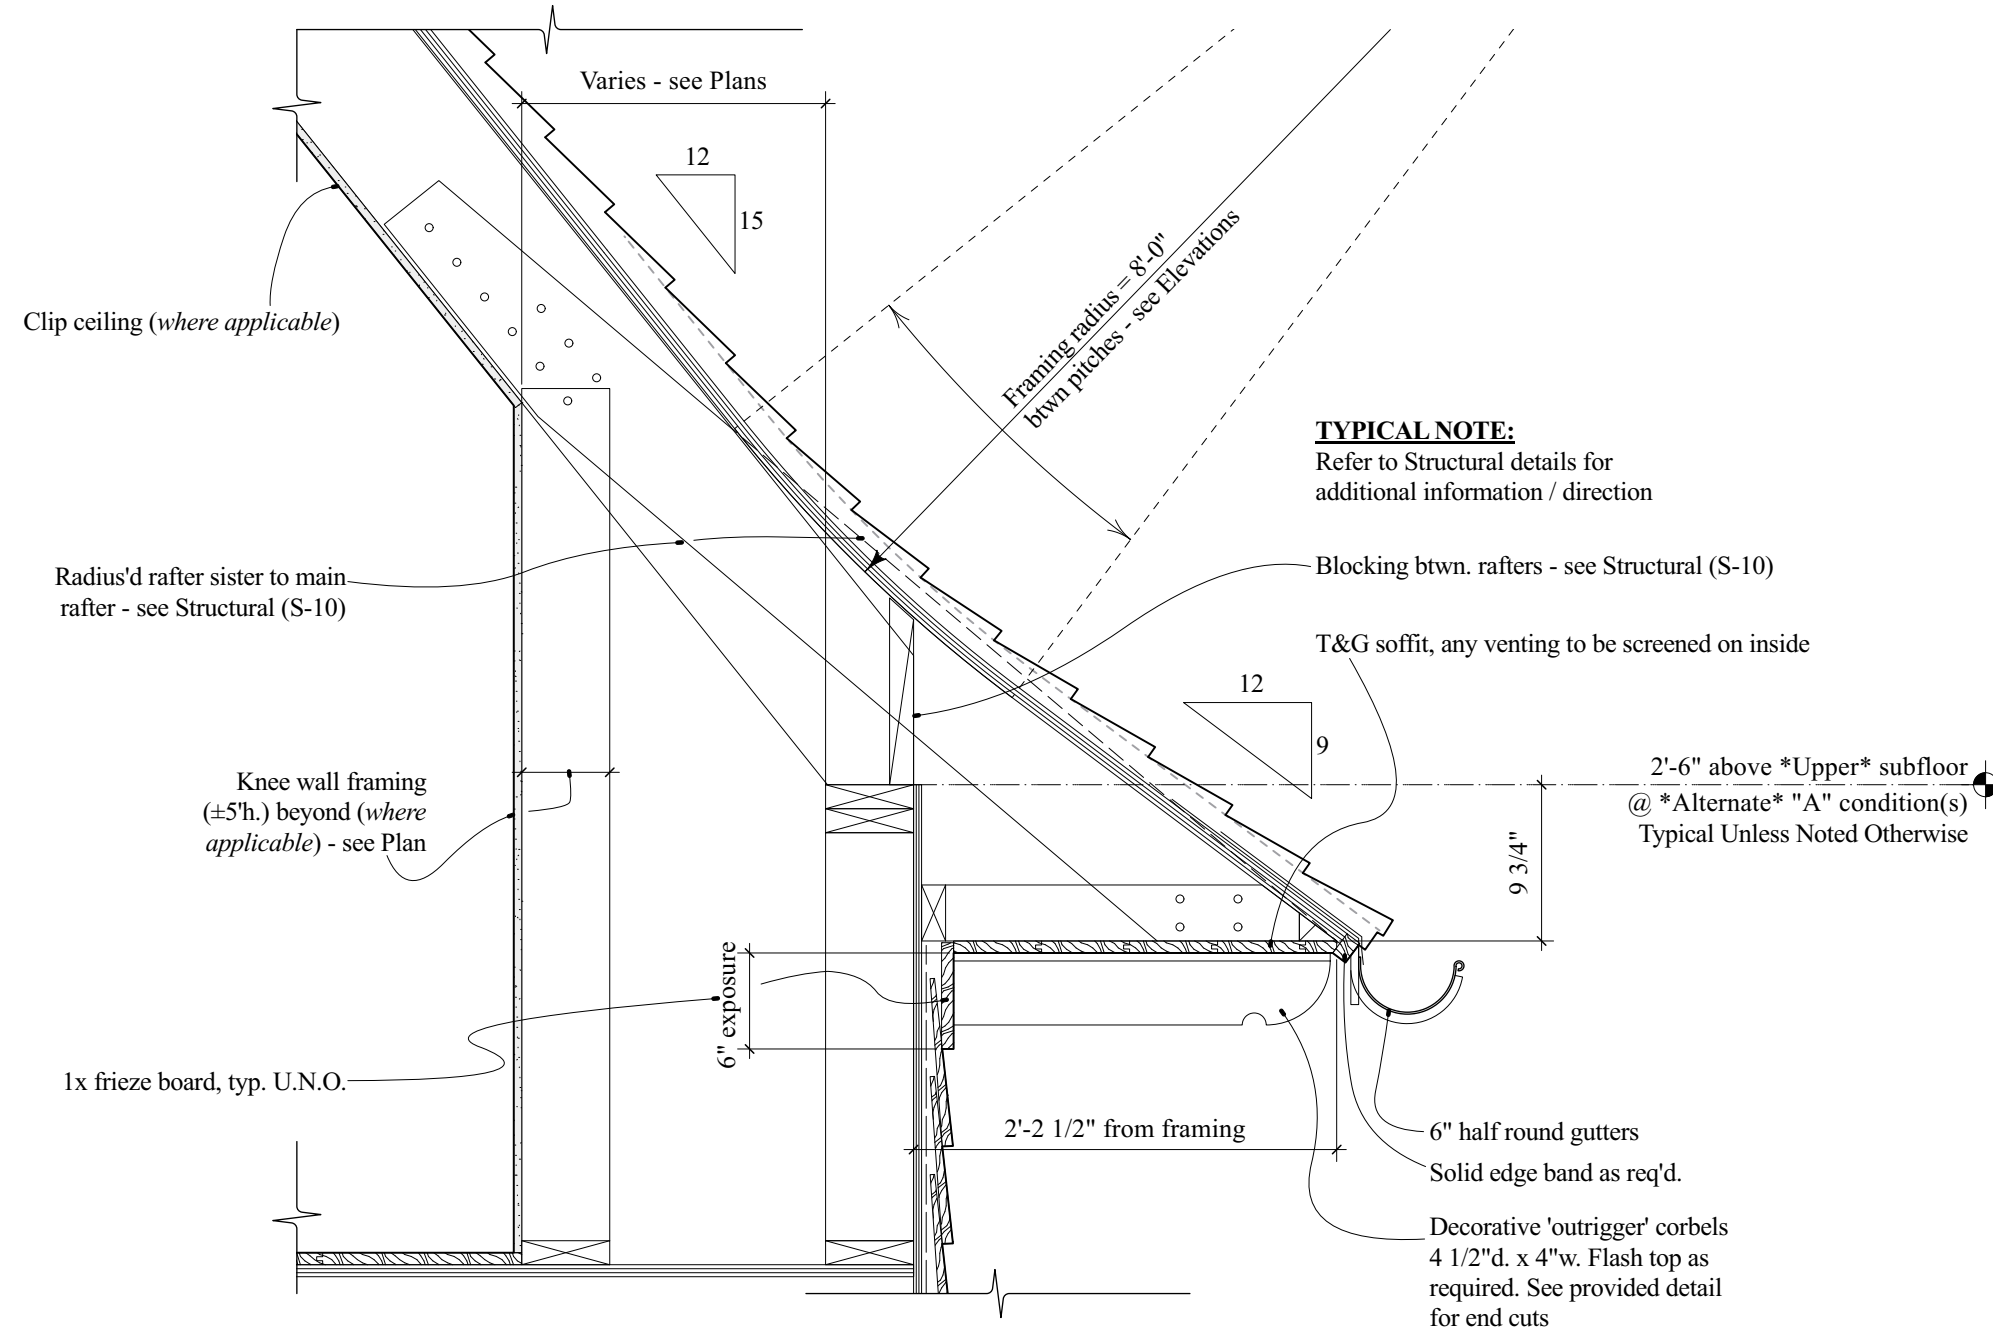 Varies - see Plans
12
15
Framing radius = 8'-0"
btwn pitches - see Elevations
Clip ceiling (where applicable)
TYPICAL NOTE:
Refer to Structural details for
additional information / direction
Blocking btwn. rafters - see Structural (S-10)
Radius'd rafter sister to main
rafter - see Structural (S-10)
T&G soffit, any venting to be screened on inside
12
9
Knee wall framing
(±5'h.) beyond (where
applicable) - see Plan
2'-6" above *Upper* subfloor
@ *Alternate* "A" condition(s)
Typical Unless Noted Otherwise
9 3/4"
6" exposure
1x frieze board, typ. U.N.O.
2'-2 1/2" from framing
6" half round gutters
Solid edge band as req'd.
Decorative 'outrigger' corbels
4 1/2"d. x 4"w. Flash top as
required. See provided detail
for end cuts